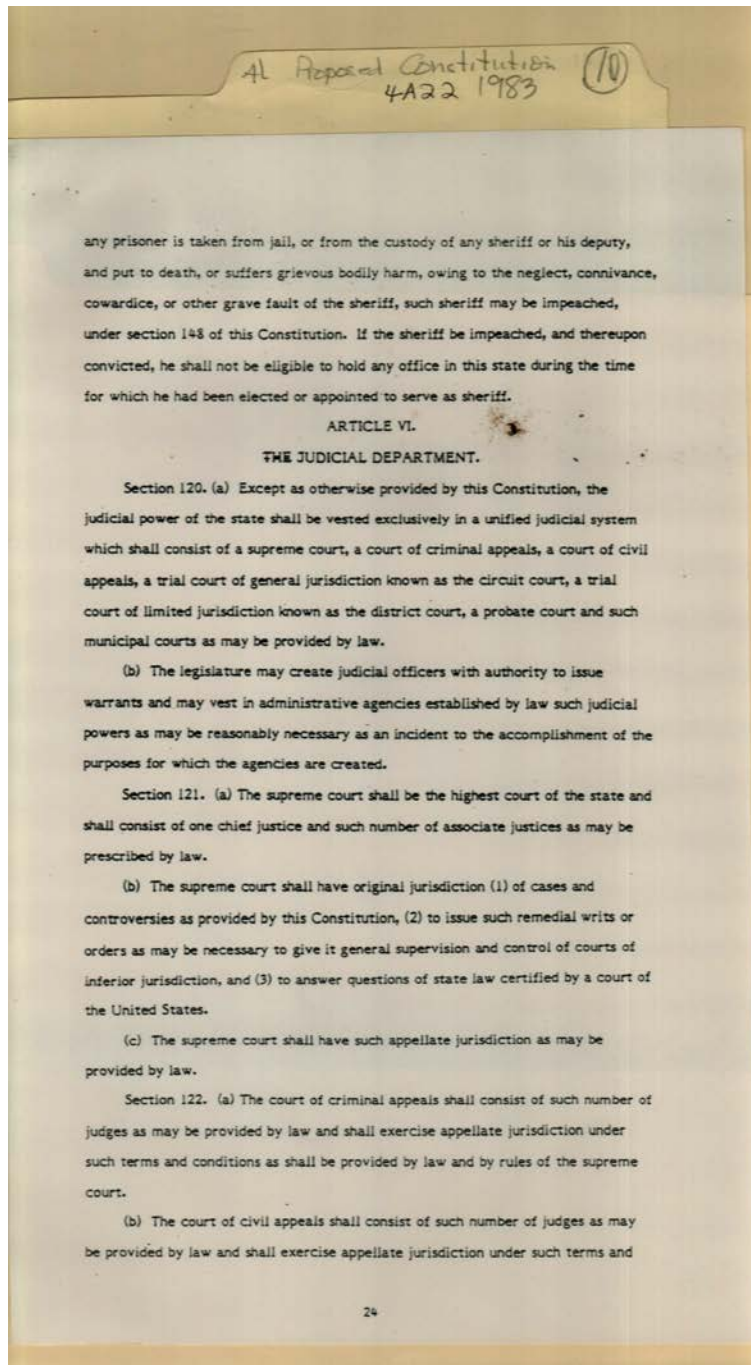 AL Proposed Constitution 10
4A22 1983
any prisoner is taken from jail, or from the custody of any sheriff or his deputy,
and put to death, or suffers grievous bodily harm, owing to the neglect, connivance,
cowardice, or other grave fault of the sheriff, such sheriff may be impeached,
under section 148 of this Constitution. If the sheriff be impeached, and thereupon
convicted, he shall not be eligible to hold any office in this state during the time
for which he had been elected or appointed to serve as sheriff.
ARTICLE VI.
THE JUDICIAL DEPARTMENT.
Section 120. (a) Except as otherwise provided by this Constitution, the
judicial power of the state shall be vested exclusively in a unified judicial system
which shall consist of a supreme court, a court of criminal appeals, a court of civil
appeals, a trial court of general jurisdiction known as the circuit court, a trial
court of limited jurisdiction known as the district court, a probate court and such
municipal courts as may be provided by law.
(b) The legislature may create judicial officers with authority to issue
warrants and may vest in administrative agencies established by law such judicial
powers as may be reasonably necessary as an incident to the accomplishment of the
purposes for which the agencies are created.
Section 121. (a) The supreme court shall be the highest court of the state and
shall consist of one chief justice and such number of associate justices as may be
prescribed by law.
(b) The supreme court shall have original jurisdiction (1) of cases and
controversies as provided by this Constitution, (2) to issue such remedial writs or
orders as may be necessary to give it general supervision and control of courts of
inferior jurisdiction, and (3) to answer questions of state law certified by a court of
the United States.
(c) The supreme court shall have such appellate jurisdiction as may be
provided by law.
Section 122. (a) The court of criminal appeals shall consist of such number of
judges as may be provided by law and shall exercise appellate jurisdiction under
such terms and conditions as shall be provided by law and by rules of the supreme
court.
(b) The court of civil appeals shall consist of such number of judges as may
be provided by law and shall exercise appellate jurisdiction under such terms and
24